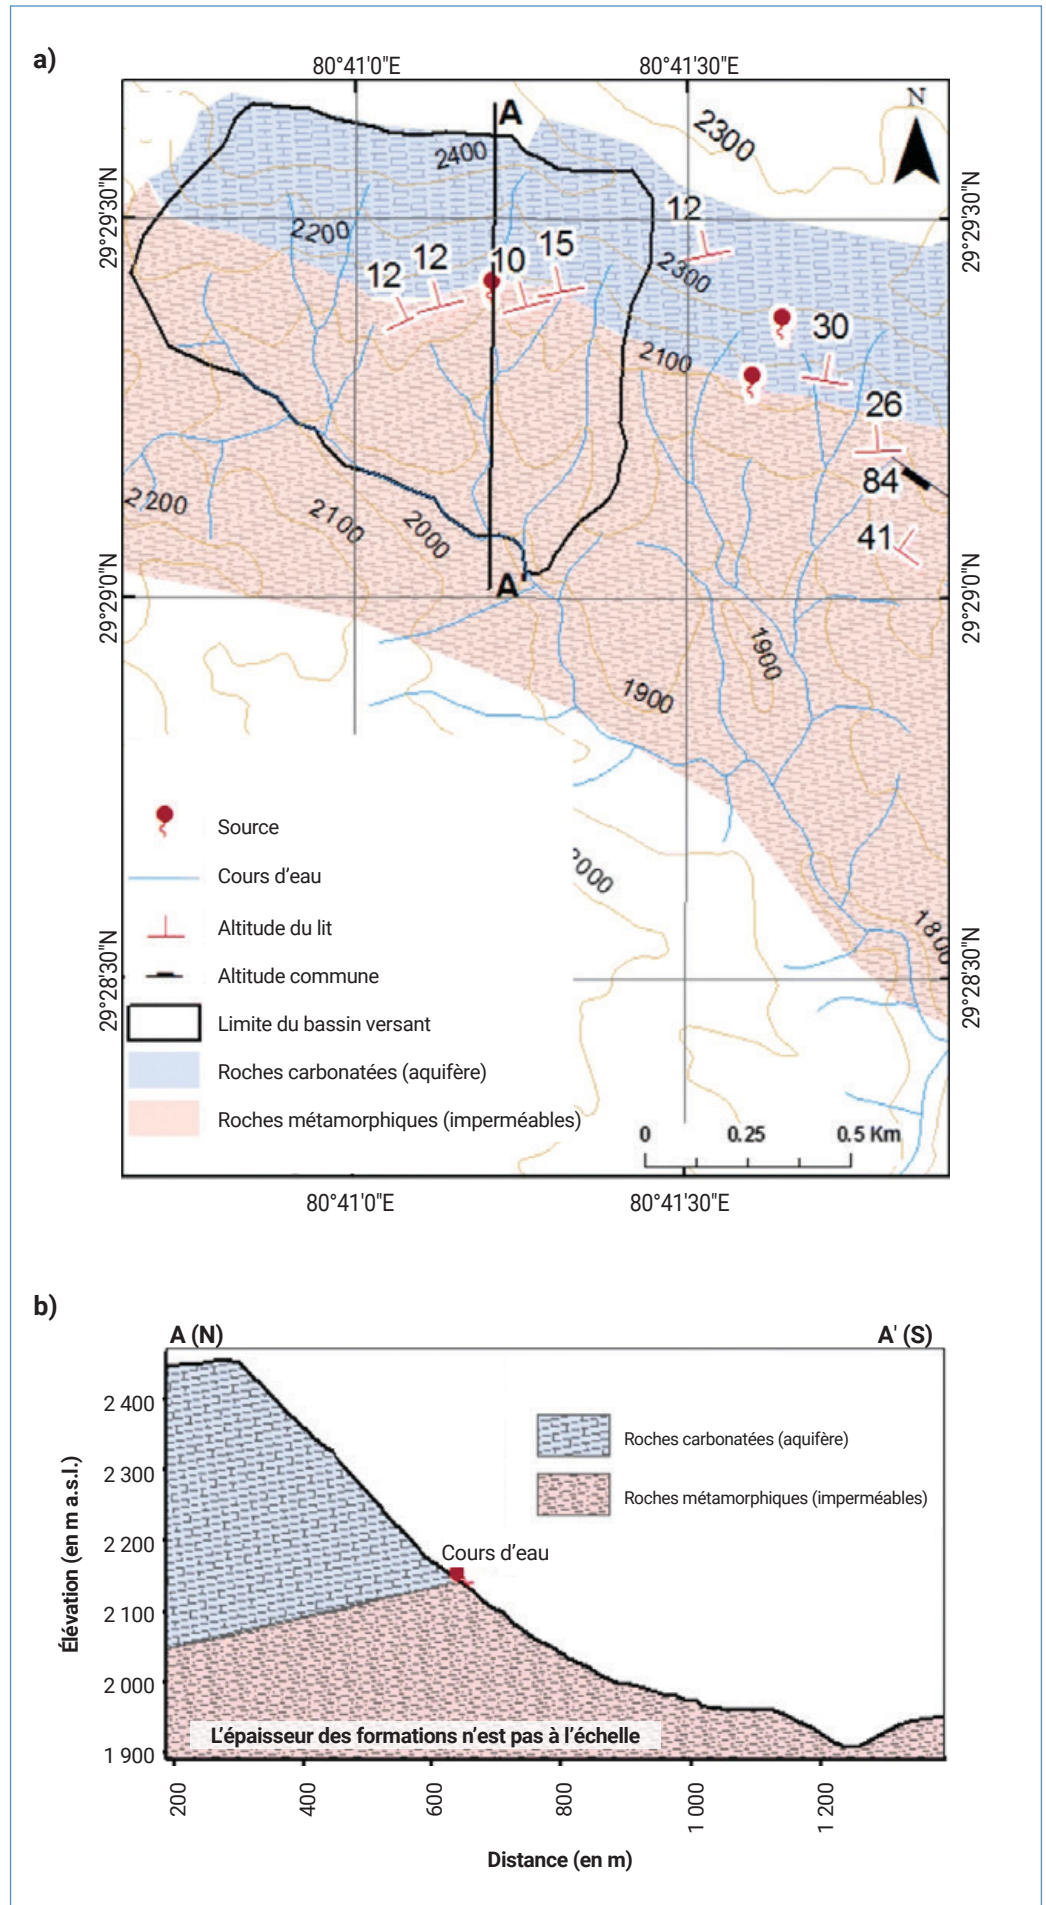 a)
80°41'0"E
80°41'30"E
A
N
2300
2400
29°29'30"N
29°29'30"N
12
2200
15
12
10
12
2300
30
2100
26
84
2200
2100
2000
41
A'
29°29'0"N
29°29'0"N
1900
1900
Source
2000
Cours d'eau
Altitude du lit
1800
29°28'30"N
29°28'30"N
Altitude commune
Limite du bassin versant
Roches carbonatées (aquifère)
Roches métamorphiques (imperméables)
0
0.25
0.5 Km
80°41'0"E
80°41'30"E
b)
A (N)
A' (S)
2 400
Roches carbonatées (aquifère)
2 300
Roches métamorphiques (imperméables)
2 200
Cours d'eau
2 100
Élévation (en m a.s.l.)
2 000
L'épaisseur des formations n'est pas à l'échelle
1 900
200
400
600
800
1 000
1 200
Distance (en m)